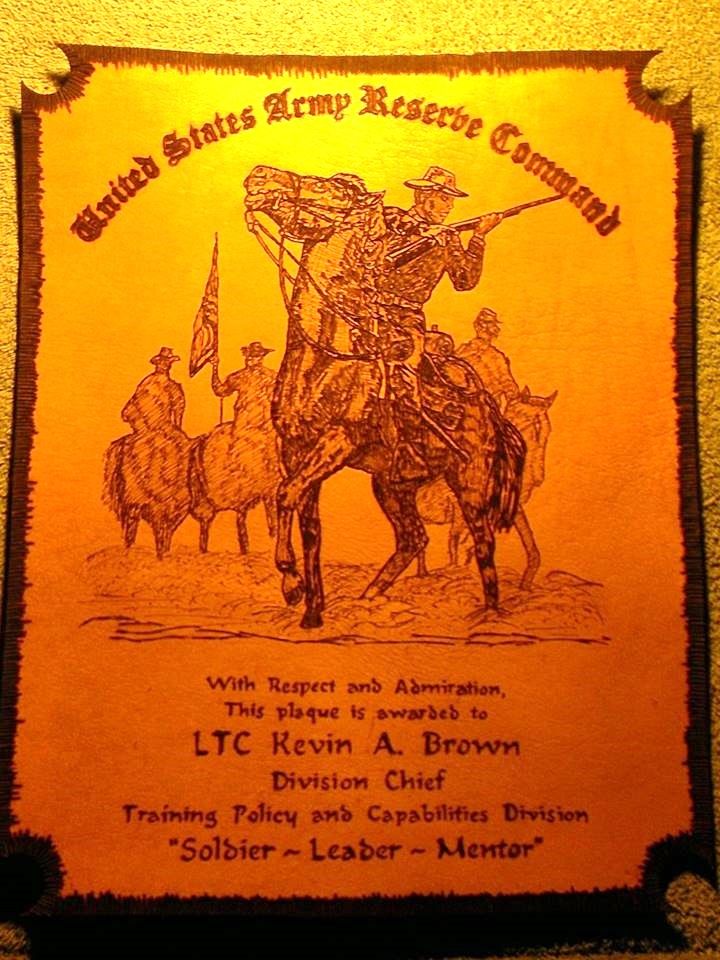 United States Army Reserve Command
With Respect and Admiration,
This plaque is awarded to
LTC Kevin A. Brown
Division Chief
Training Policy and Capabilities Division
"Soldier ~ Leader ~ Mentor"